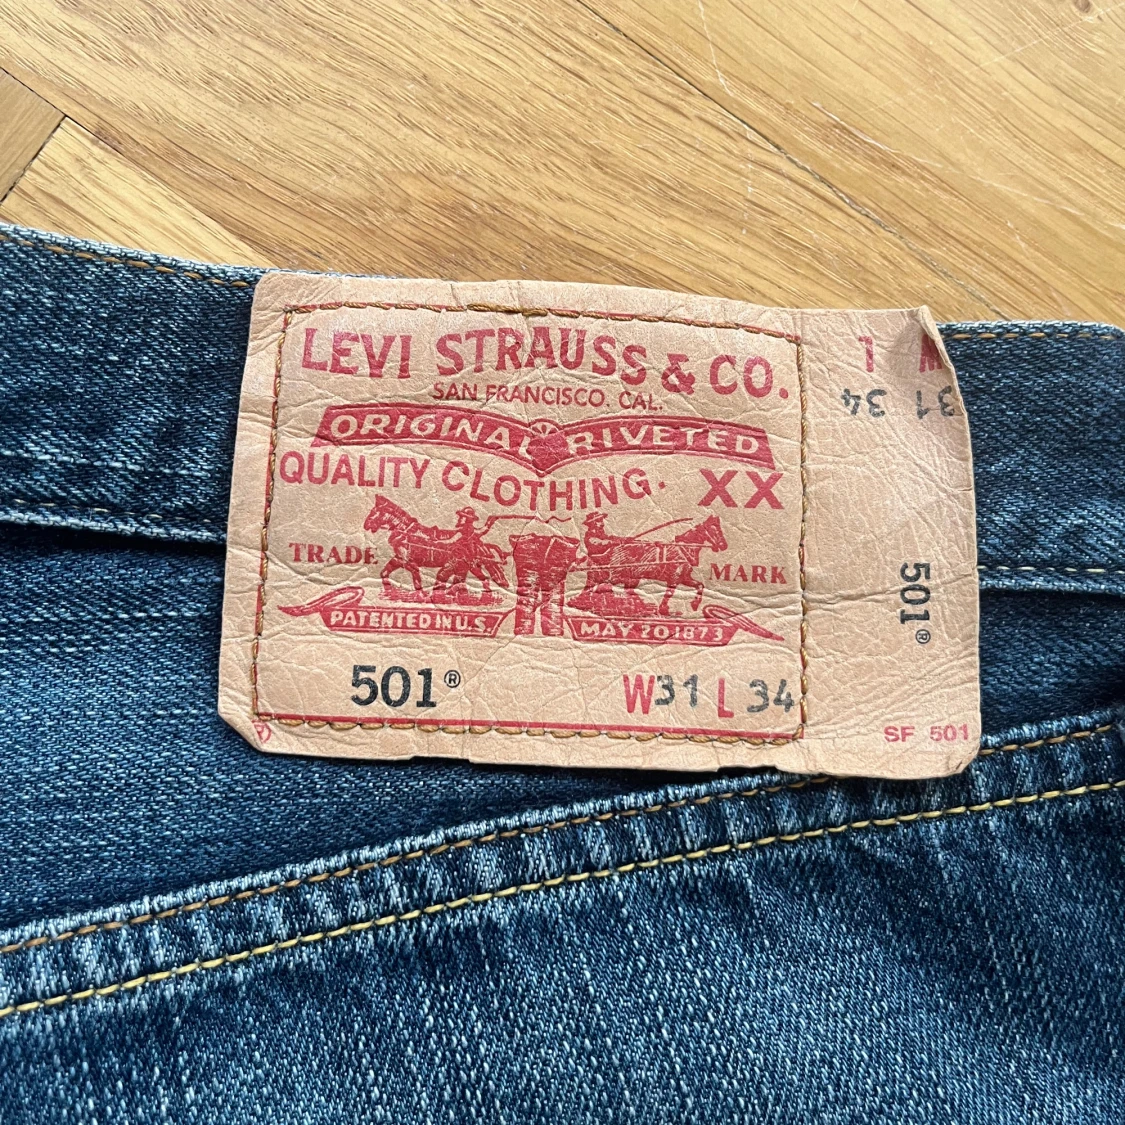 LEVI STRAUSS & CO.
SAN FRANCISCO, CAL.
ORIGINAL RIVETED
QUALITY CLOTHING. XX
TRADE MARK
PATENTED IN U.S. MAY 20 1873
501® W31 L 34
W L
31 34
501®
SF 501
®